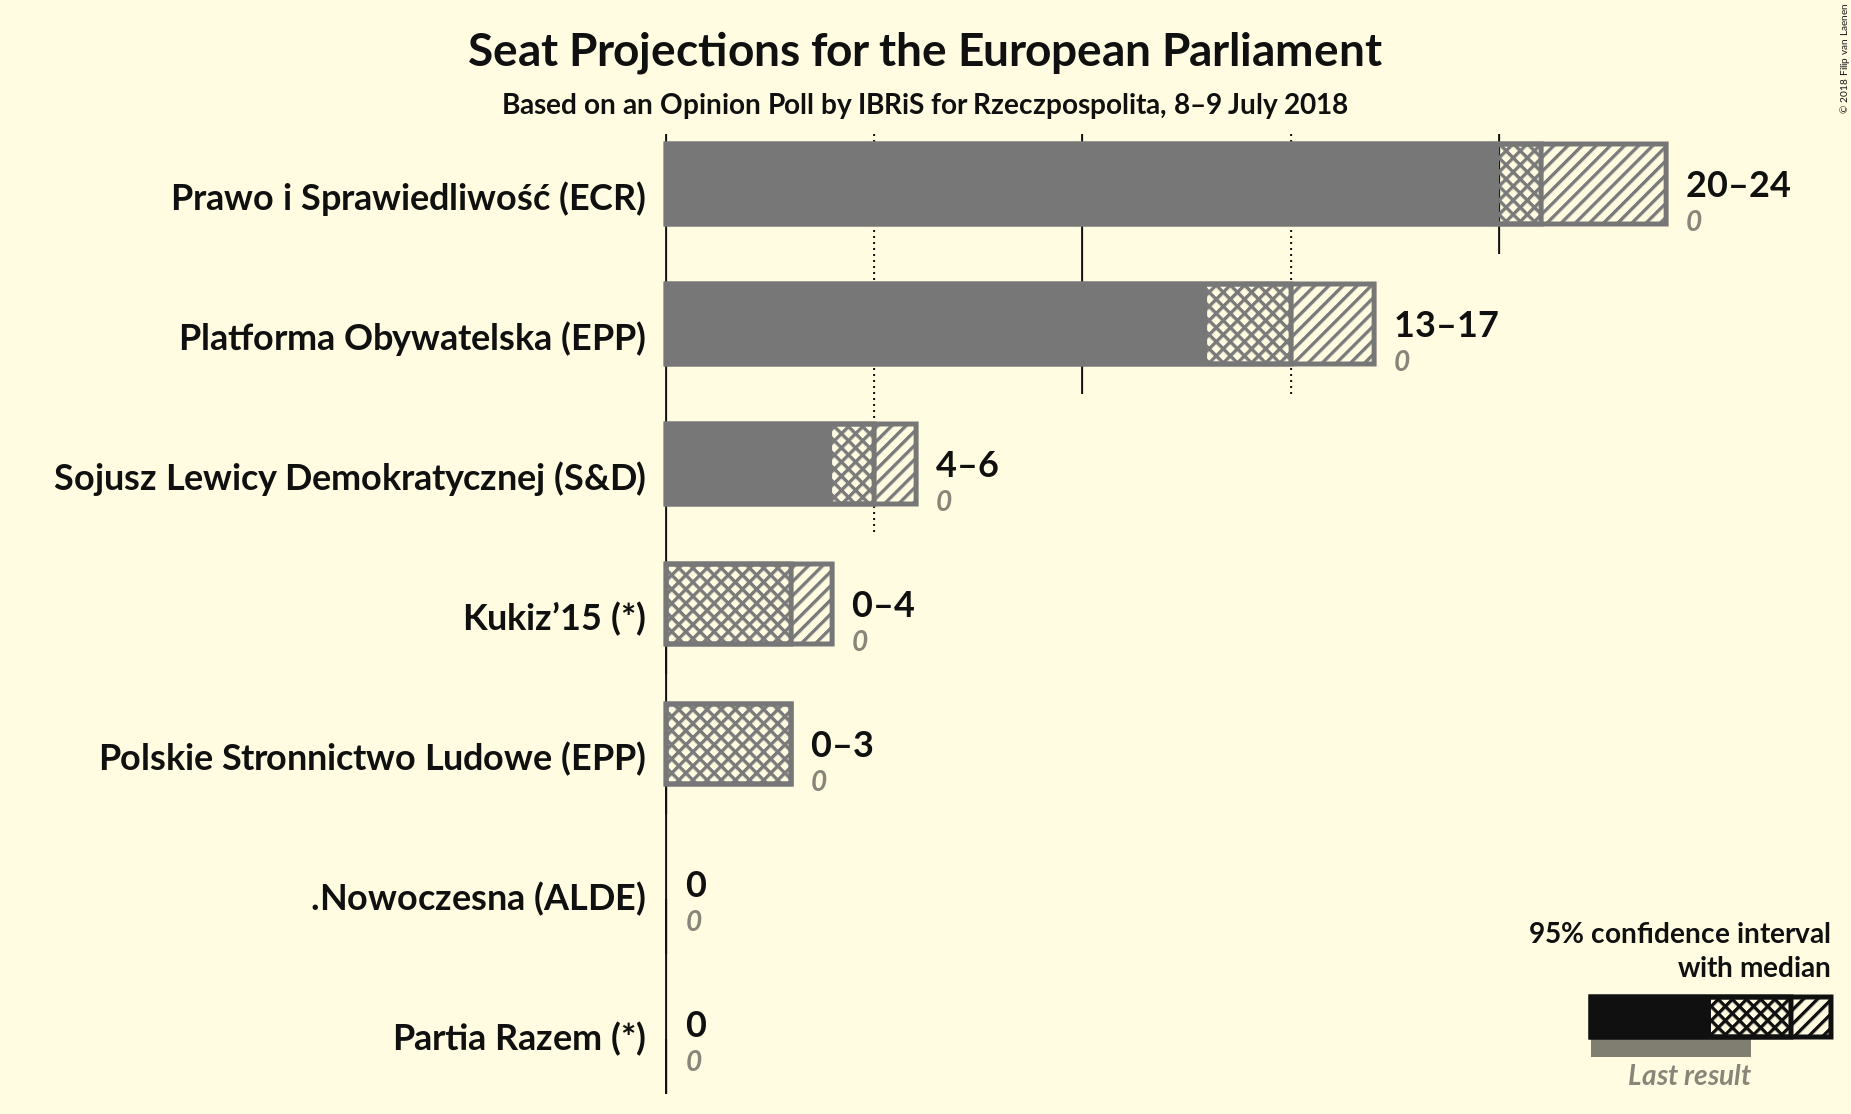 Seat Projections for the European Parliament
Based on an Opinion Poll by IBRiS for Rzeczpospolita, 8–9 July 2018
© 2018 Filip van Laenen
Prawo i Sprawiedliwość (ECR)
20–24
0
Platforma Obywatelska (EPP)
13–17
0
Sojusz Lewicy Demokratycznej (S&D)
4–6
0
Kukiz’15 (*)
0–4
0
Polskie Stronnictwo Ludowe (EPP)
0–3
0
.Nowoczesna (ALDE)
0
0
Partia Razem (*)
0
0
95% confidence interval
with median
Last result